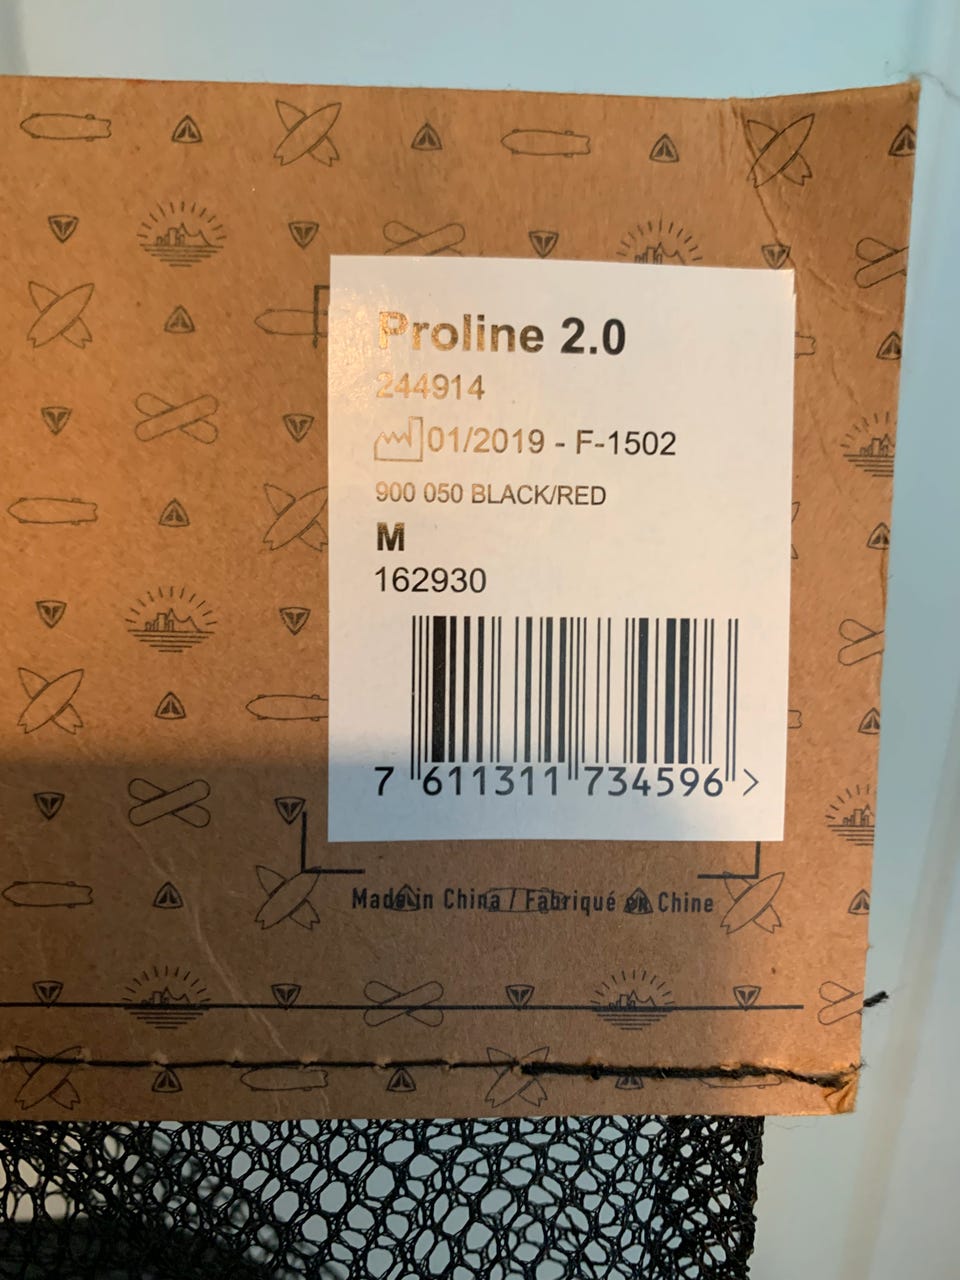 Proline 2.0
244914
01/2019 - F-1502
900 050 BLACK/RED
M
162930
7 611311 734596 >
Made in China / Fabriqué en Chine